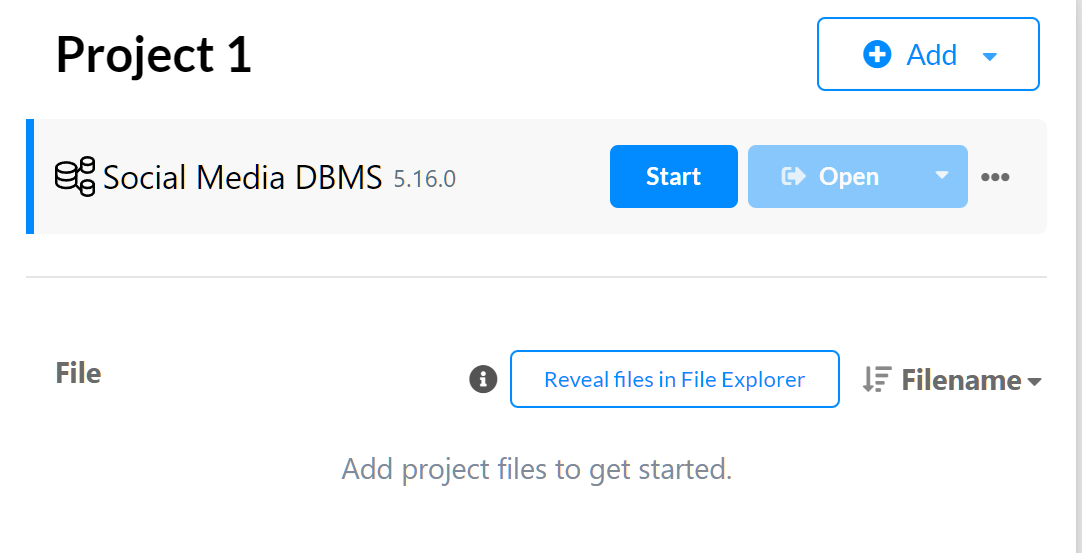 Project 1
Add
Social Media DBMS 5.16.0
Start
Open
File
Reveal files in File Explorer
Filename
Add project files to get started.